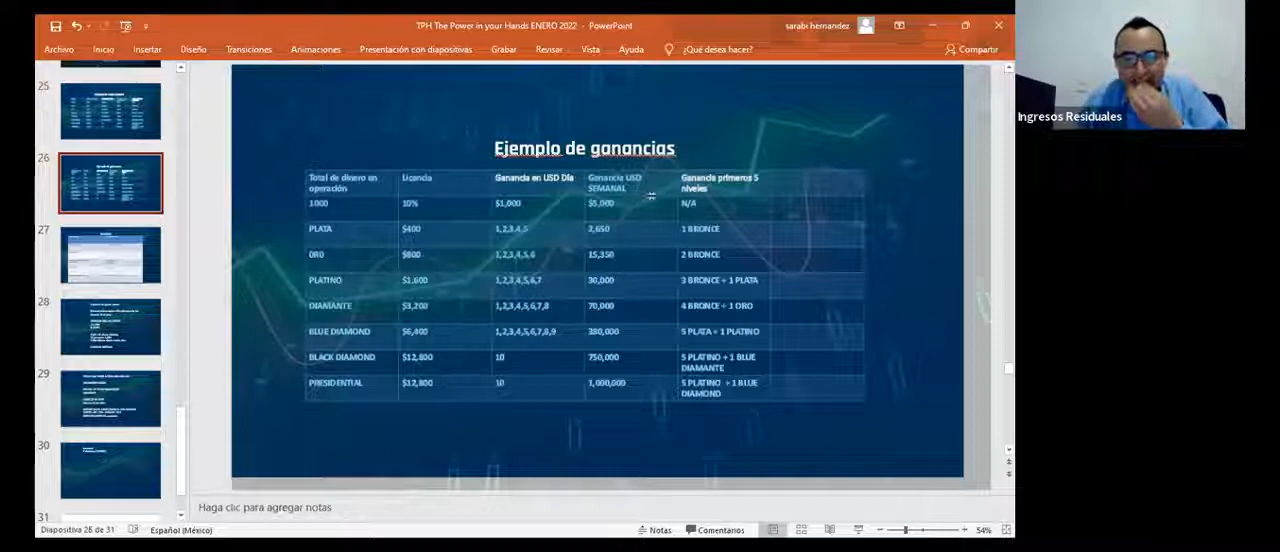 TPH The Power in your Hands ENERO 2022 - PowerPoint
sarabi hernandez
Archivo Inicio Insertar Diseño Transiciones Animaciones Presentación con diapositivas Grabar Revisar Vista Ayuda ¿Qué desea hacer? Compartir
Ingresos Residuales
25
26
27
28
29
30
31
Ejemplo de ganancias
Total de dinero en operación Licencia Ganancia en USD Día Ganancia USD SEMANAL Ganancia primeros 5 niveles
1000 10% $1,000 $5,000 N/A
PLATA $400 1,2,3,4,5 2,650 1 BRONCE
ORO $800 1,2,3,4,5,6 15,350 2 BRONCE
PLATINO $1,600 1,2,3,4,5,6,7 30,000 3 BRONCE + 1 PLATA
DIAMANTE $3,200 1,2,3,4,5,6,7,8 70,000 4 BRONCE + 1 ORO
BLUE DIAMOND $6,400 1,2,3,4,5,6,7,8,9 380,000 5 PLATA + 1 PLATINO
BLACK DIAMOND $12,800 10 750,000 5 PLATINO + 1 BLUE DIAMANTE
PRESIDENTIAL $12,800 10 1,000,000 5 PLATINO + 1 BLUE DIAMOND
Haga clic para agregar notas
Diapositiva 26 de 31 Español (México) Notas Comentarios 54%